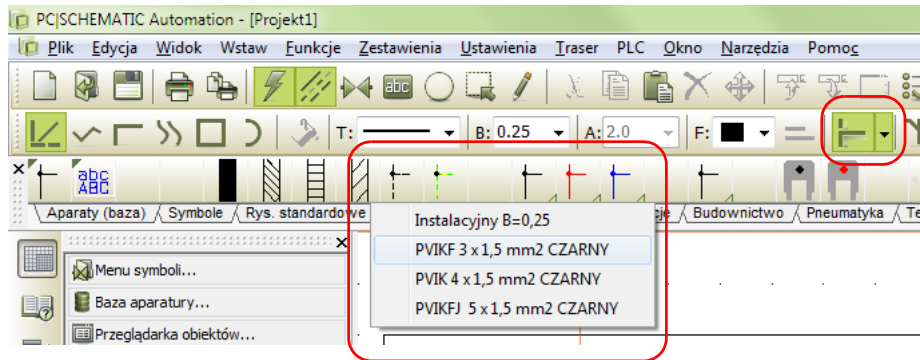 PC|SCHEMATIC Automation - [Projekt1]
Plik Edycja Widok Wstaw Funkcje Zestawienia Ustawienia Traser PLC Okno Narzędzia Pomoc
abc
T: B: 0.25 A: 2.0 F:
abc
ABC
Aparaty (baza) Symbole Rys. standardowe je Budownictwo Pneumatyka Te
Instalacyjny B=0,25
PVIKF 3 x 1,5 mm2 CZARNY
PVIK 4 x 1,5 mm2 CZARNY
PVIKFJ 5 x 1,5 mm2 CZARNY
Menu symboli...
Baza aparatury...
Przeglądarka obiektów...